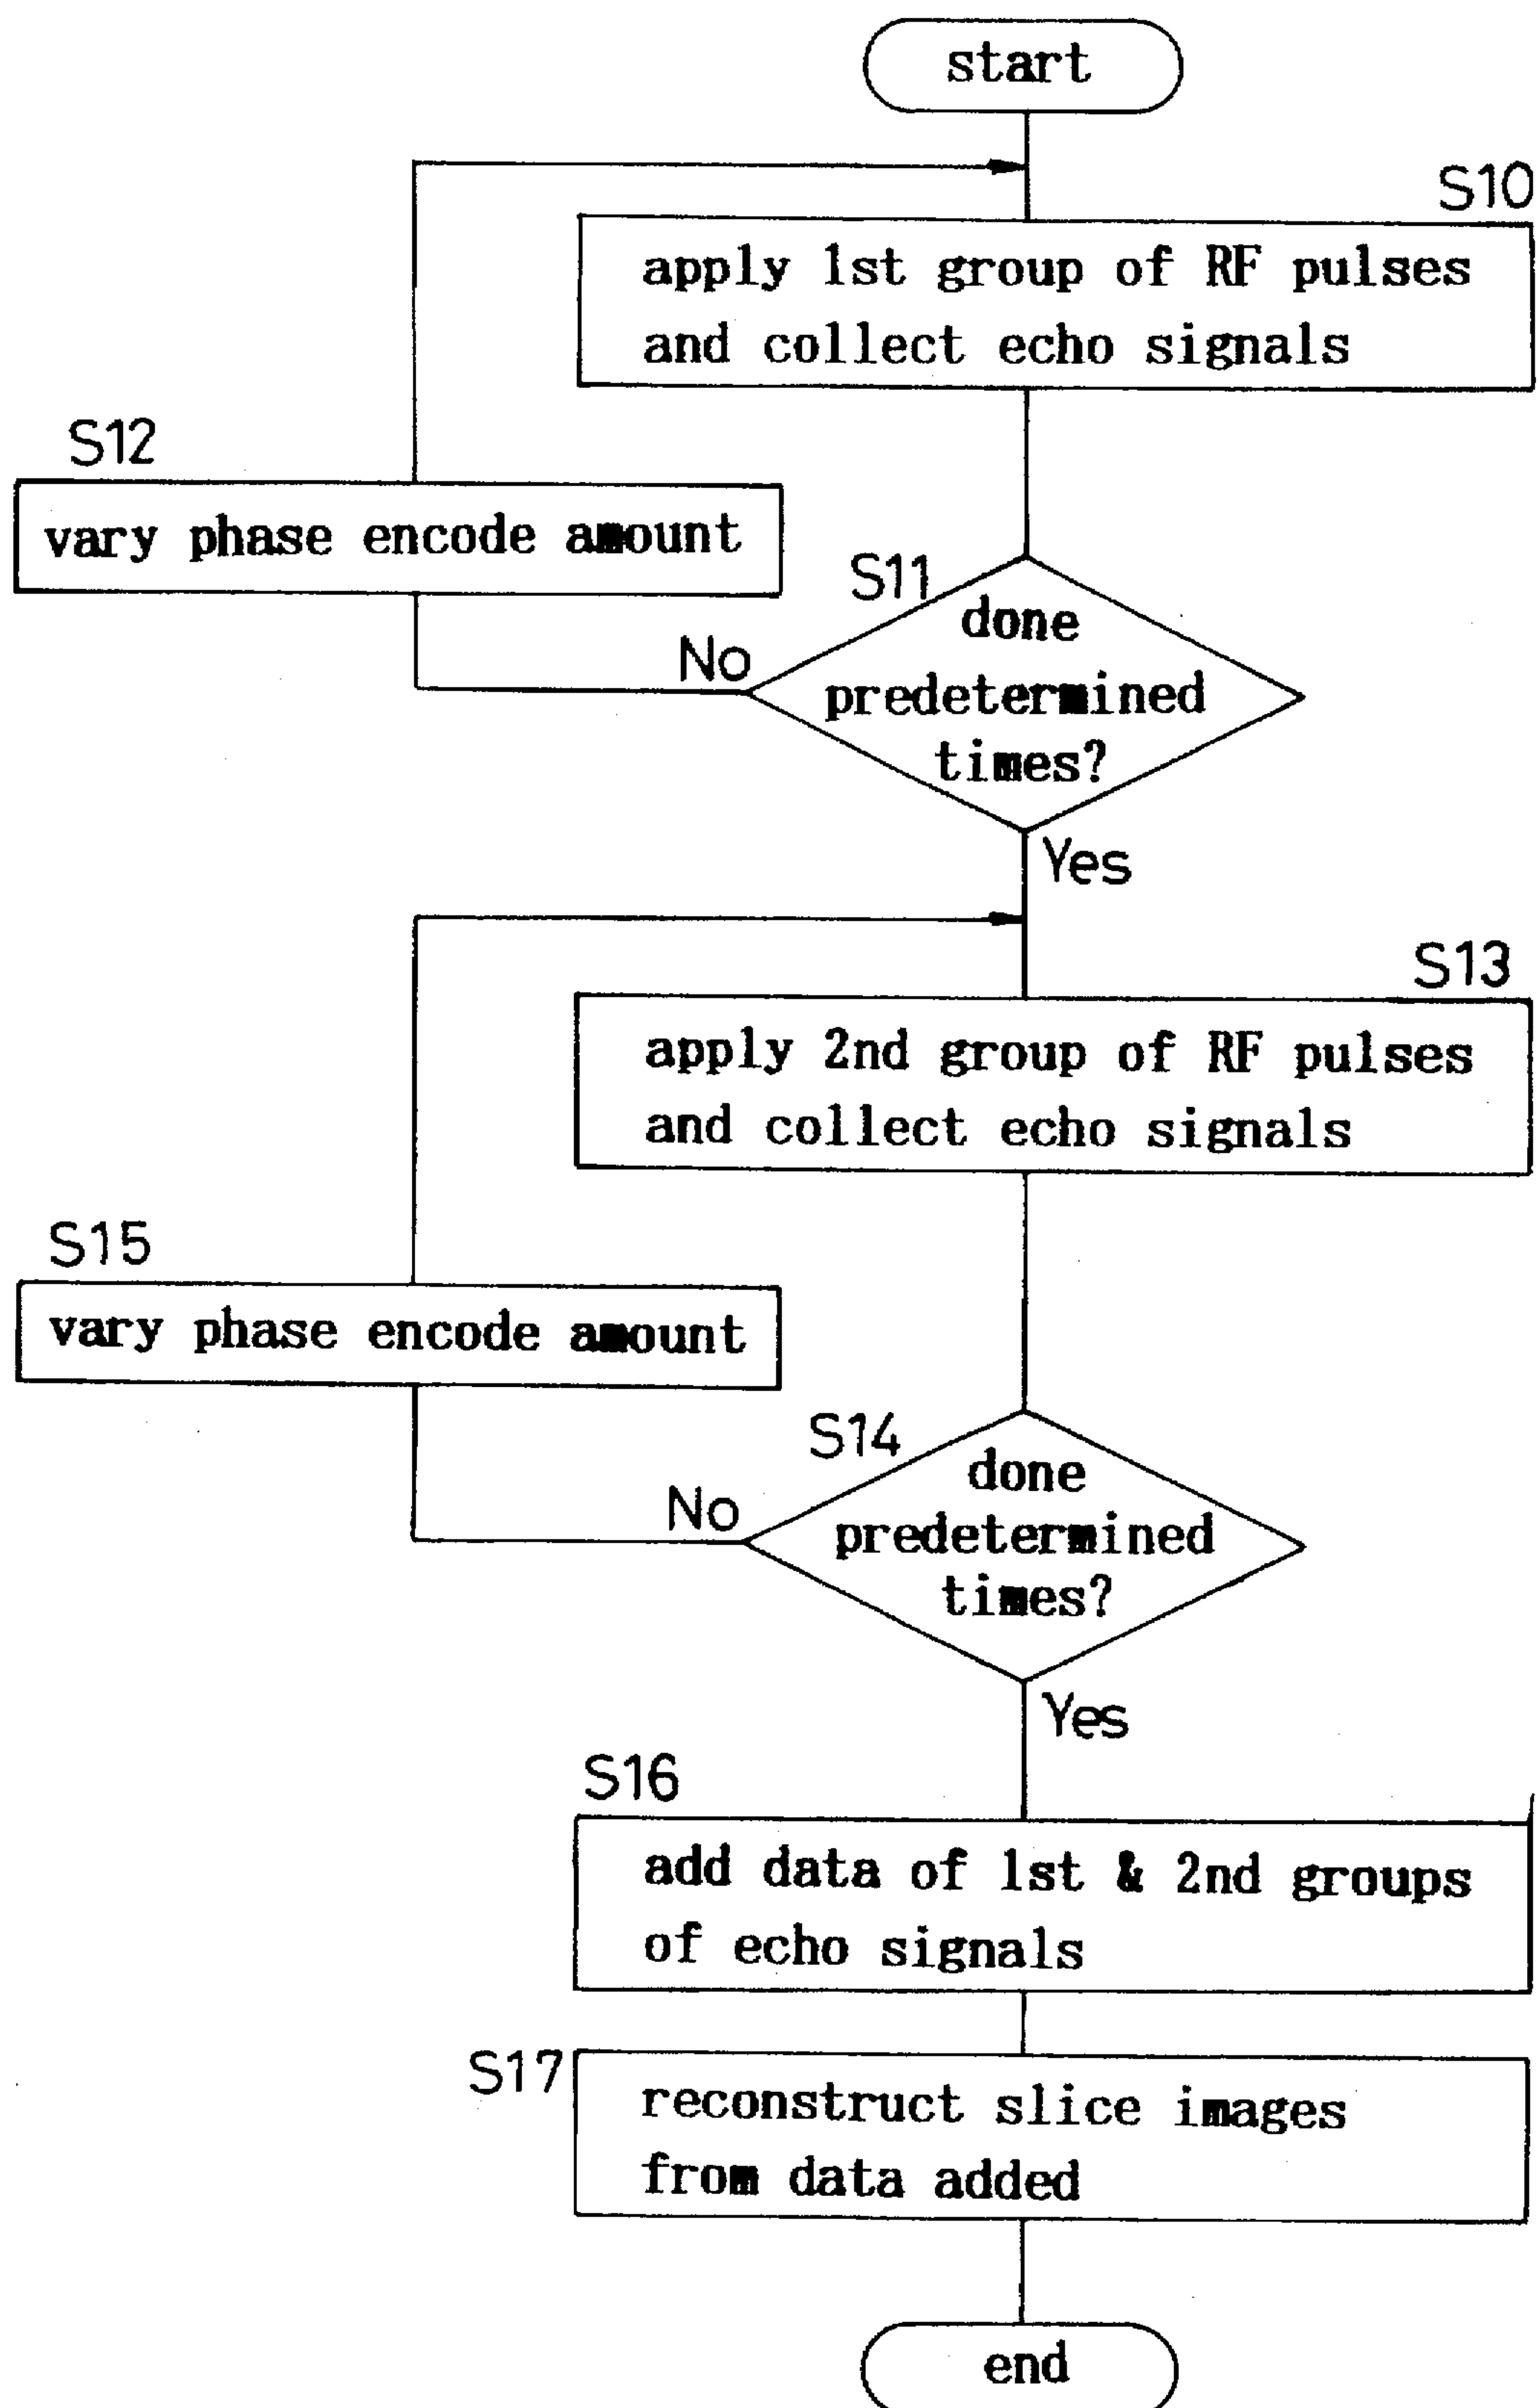 start
S10
apply 1st group of RF pulses
and collect echo signals
S12
vary phase encode amount
S11
done
predetermined
times?
No
Yes
S13
apply 2nd group of RF pulses
and collect echo signals
S15
vary phase encode amount
S14
done
predetermined
times?
No
Yes
S16
add data of 1st & 2nd groups
of echo signals
S17
reconstruct slice images
from data added
end